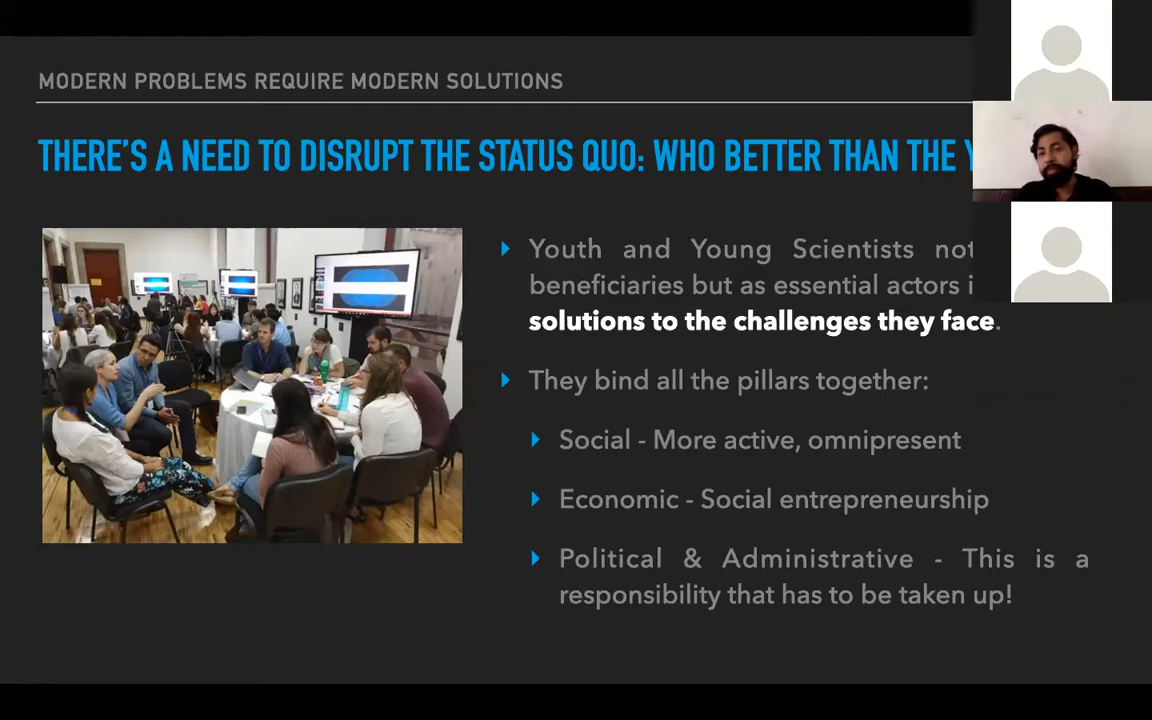 MODERN PROBLEMS REQUIRE MODERN SOLUTIONS
THERE'S A NEED TO DISRUPT THE STATUS QUO: WHO BETTER THAN THE
Youth and Young Scientists not
beneficiaries but as essential actors
solutions to the challenges they face.
They bind all the pillars together:
Social - More active, omnipresent
Economic - Social entrepreneurship
Political & Administrative - This is a
responsibility that has to be taken up!